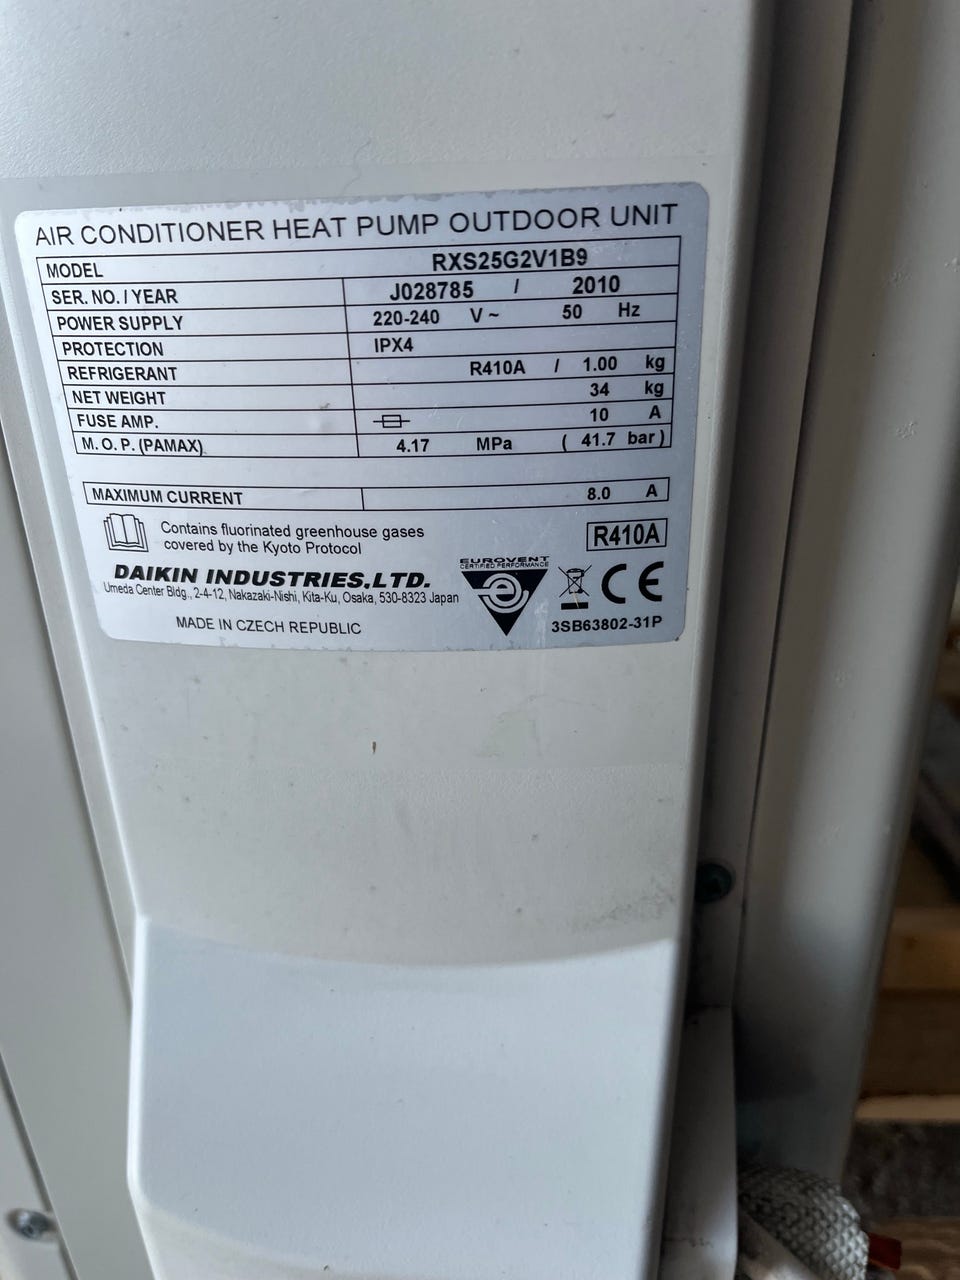 AIR CONDITIONER HEAT PUMP OUTDOOR UNIT
MODEL RXS25G2V1B9
SER. NO. / YEAR J028785 / 2010
POWER SUPPLY 220-240 V ~ 50 Hz
PROTECTION IPX4
REFRIGERANT R410A / 1.00 kg
NET WEIGHT 34 kg
FUSE AMP. 10 A
M. O. P. (PAMAX) 4.17 MPa ( 41.7 bar )
MAXIMUM CURRENT 8.0 A
Contains fluorinated greenhouse gases
covered by the Kyoto Protocol
R410A
DAIKIN INDUSTRIES,LTD.
Umeda Center Bldg., 2-4-12, Nakazaki-Nishi, Kita-Ku, Osaka, 530-8323 Japan
MADE IN CZECH REPUBLIC
EUROVENT
CERTIFIED PERFORMANCE
CE
3SB63802-31P